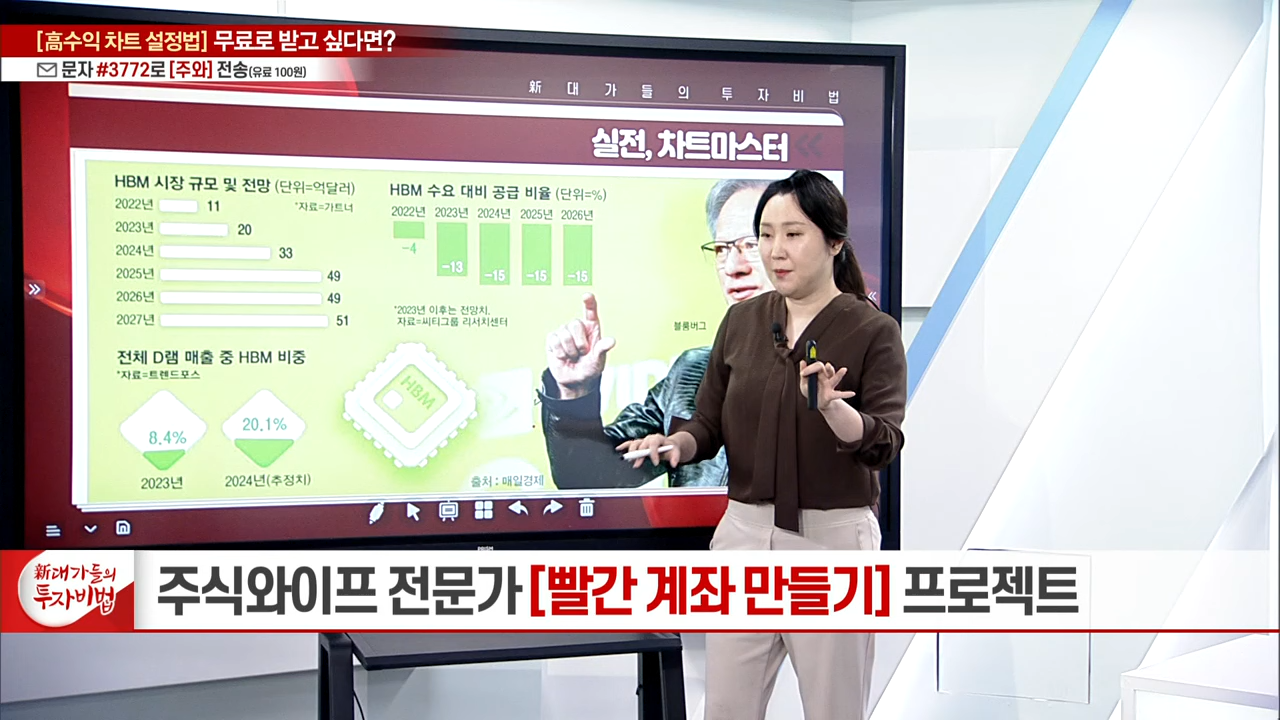 [高수익 차트 설정법] 무료로 받고 싶다면?
문자 #3772로 [주와] 전송(유료 100원)
新 대가들의 투자비법
실전, 차트마스터
HBM 시장 규모 및 전망 (단위=억달러)
*자료=가트너
2022년 11
2023년 20
2024년 33
2025년 49
2026년 49
2027년 51
HBM 수요 대비 공급 비율 (단위=%)
2022년 2023년 2024년 2025년 2026년
-4 -13 -15 -15 -15
*2023년 이후는 전망치.
자료=씨티그룹 리서치센터
블룸버그
전체 D램 매출 중 HBM 비중
*자료=트렌드포스
8.4% 20.1%
2023년 2024년(추정치)
HBM
출처 : 매일경제
PRISM
新대가들의
투자비법
주식와이프 전문가 [빨간 계좌 만들기] 프로젝트